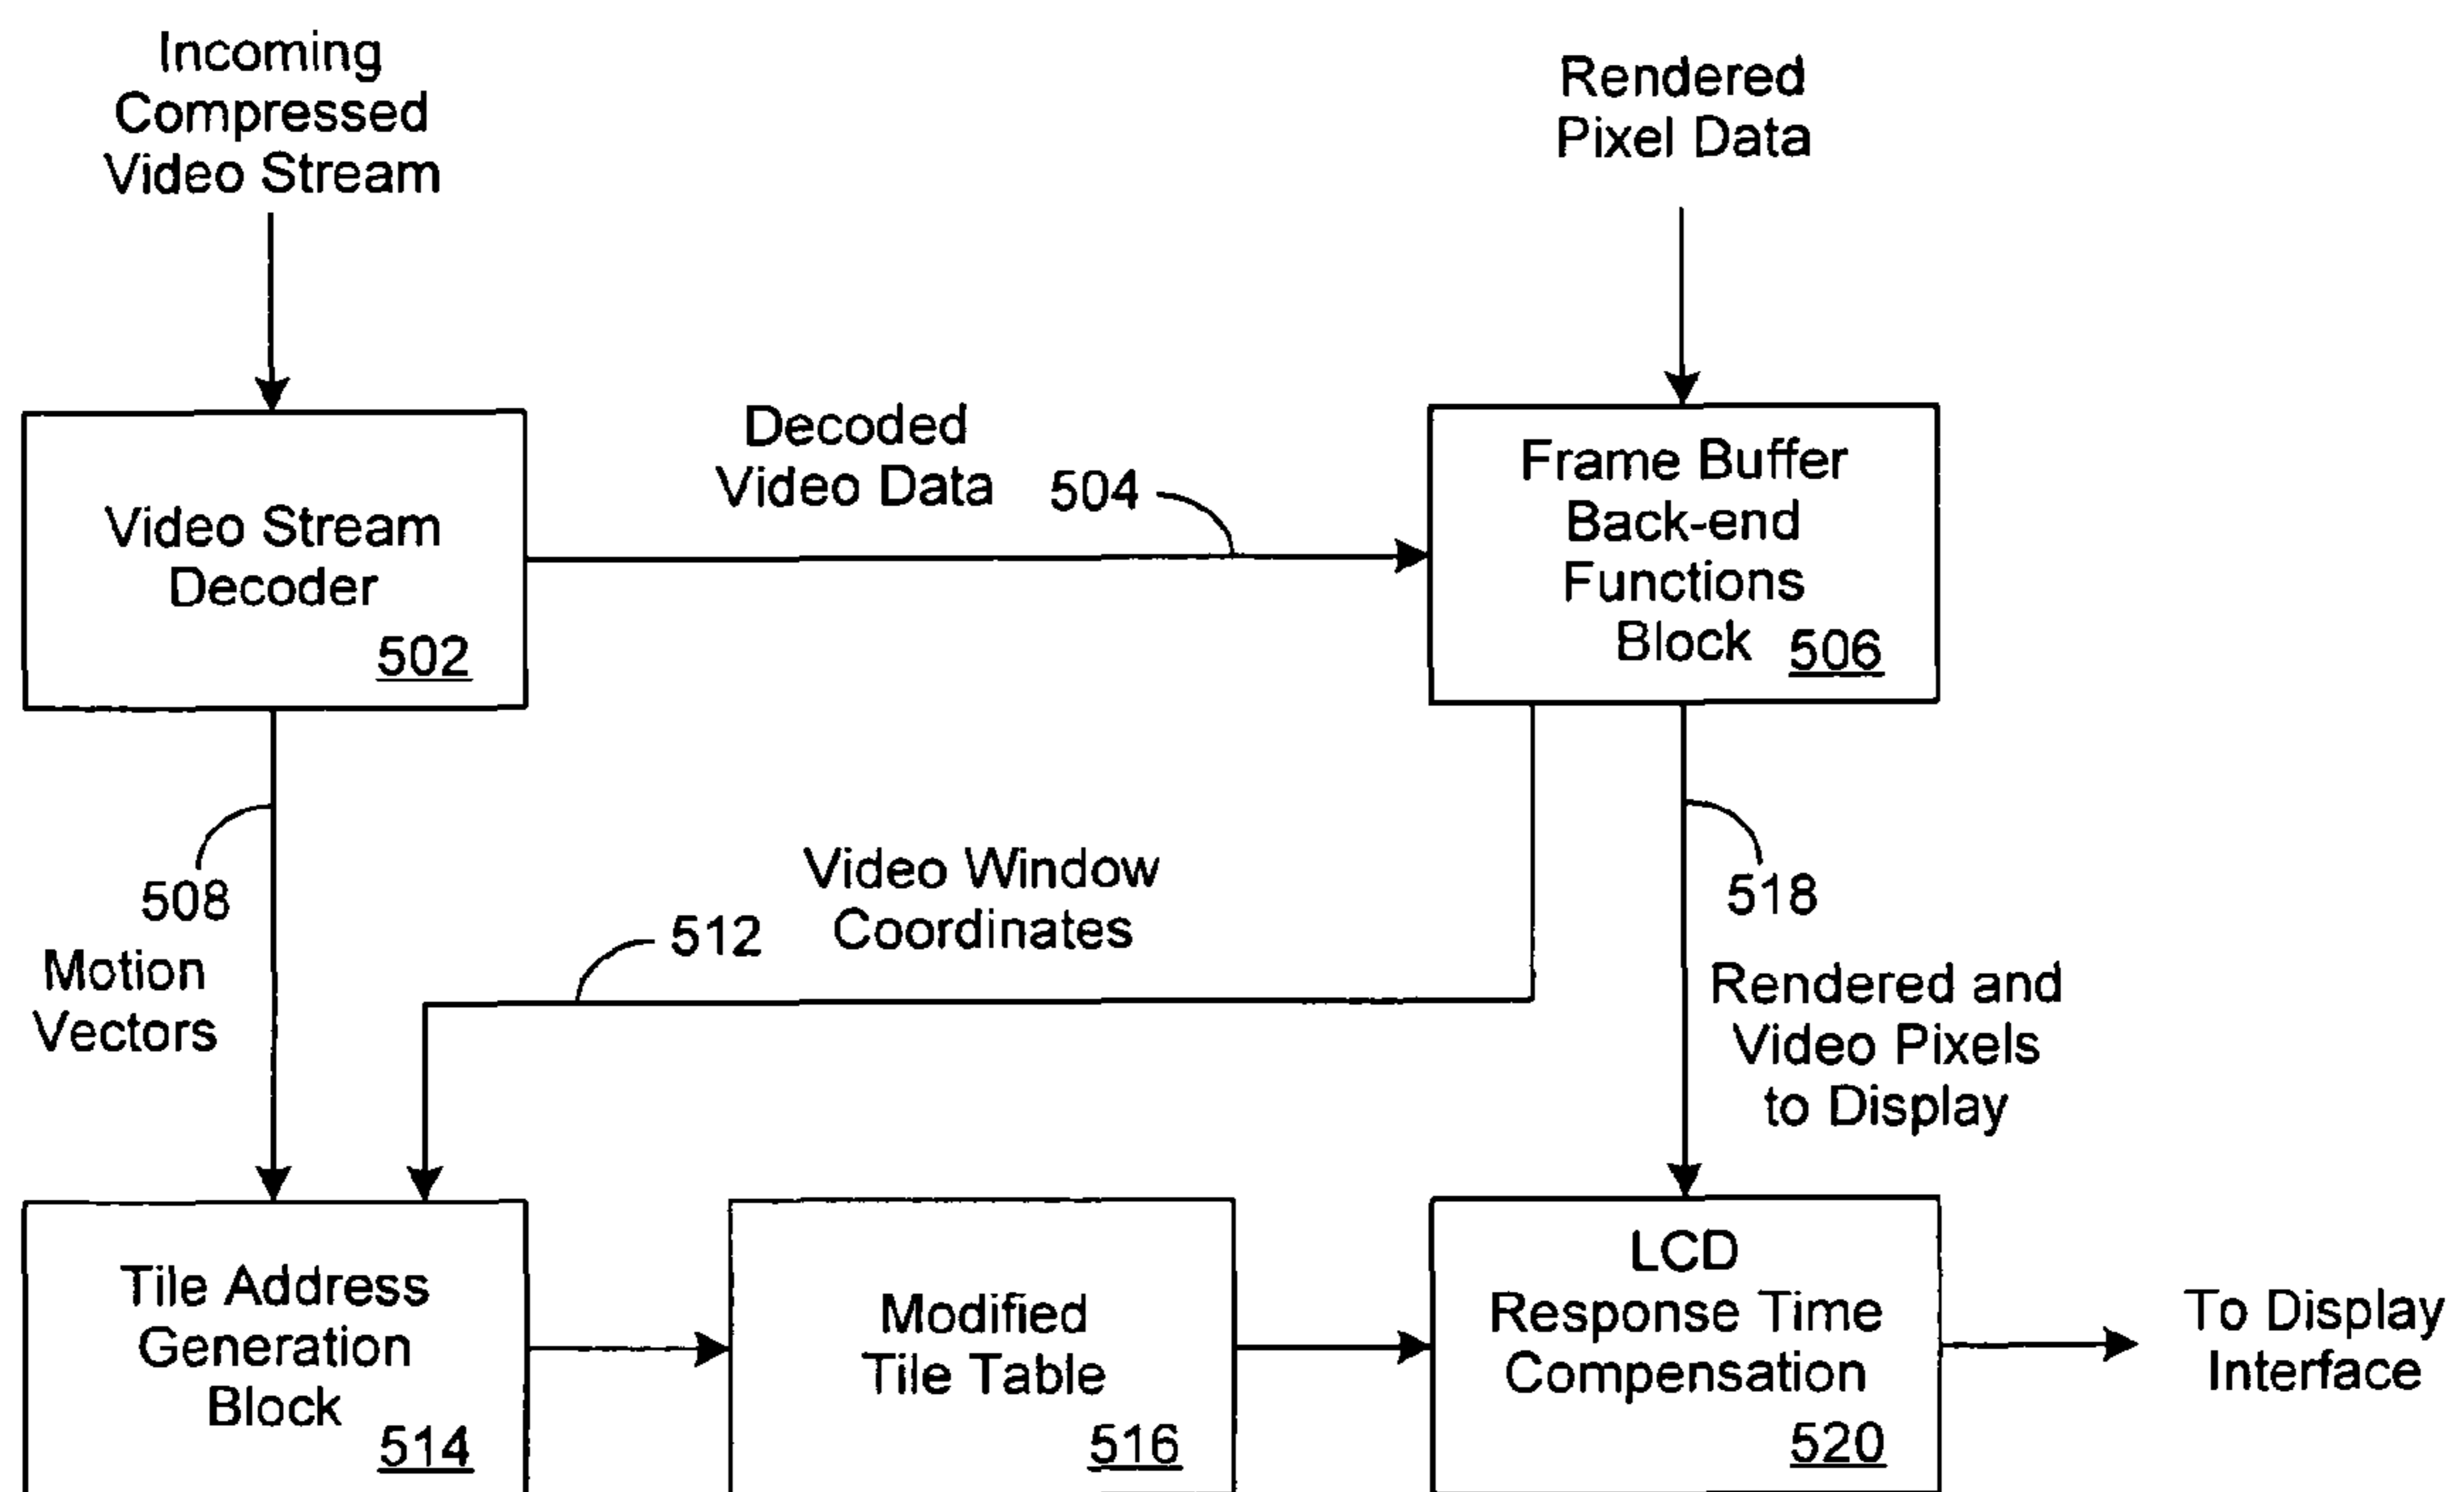 Incoming
Compressed
Video Stream
Rendered
Pixel Data
Decoded
Video Data
504
Video Stream
Decoder
502
Frame Buffer
Back-end
Functions
Block
506
508
Motion
Vectors
512
Video Window
Coordinates
518
Rendered and
Video Pixels
to Display
Tile Address
Generation
Block
514
Modified
Tile Table
516
LCD
Response Time
Compensation
520
To Display
Interface